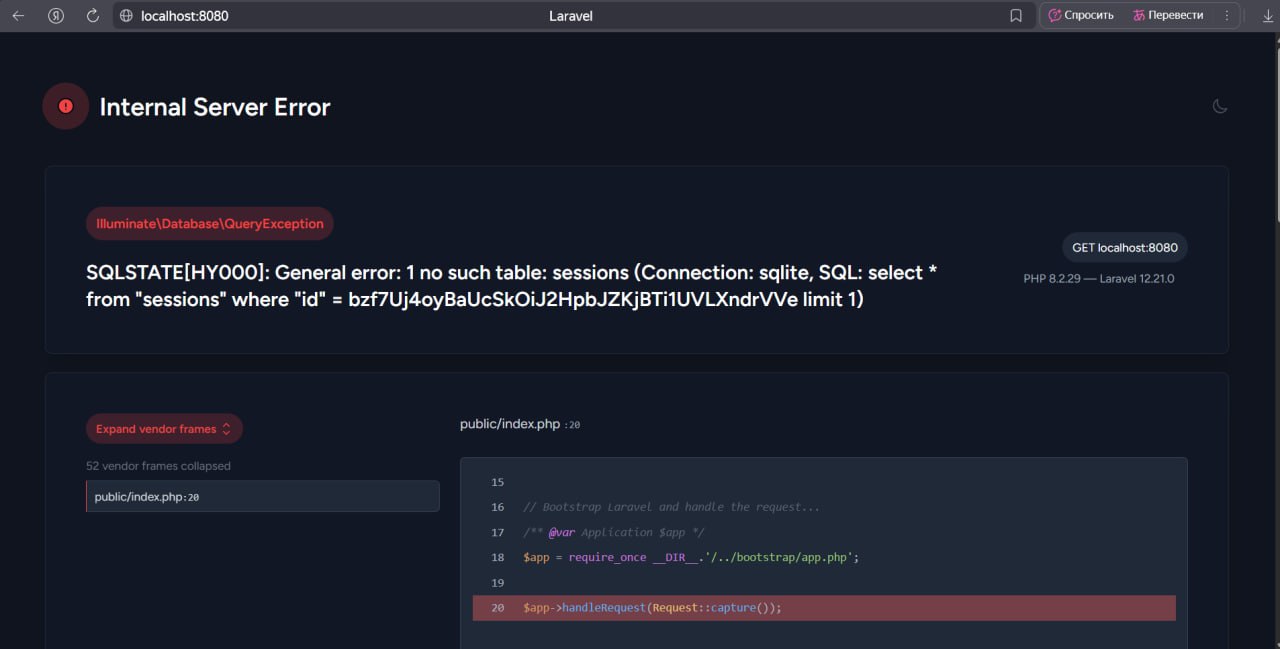 localhost:8080
Laravel
Спросить
Перевести
Internal Server Error
Illuminate\Database\QueryException
GET localhost:8080
SQLSTATE[HY000]: General error: 1 no such table: sessions (Connection: sqlite, SQL: select *
from "sessions" where "id" = bzf7Uj4oyBaUcSkOiJ2HpbJZKjBTi1UVLXndrVVe limit 1)
PHP 8.2.29 — Laravel 12.21.0
Expand vendor frames
52 vendor frames collapsed
public/index.php:20
public/index.php :20
15
16 // Bootstrap Laravel and handle the request...
17 /** @var Application $app */
18 $app = require_once __DIR__.'/../bootstrap/app.php';
19
20 $app->handleRequest(Request::capture());